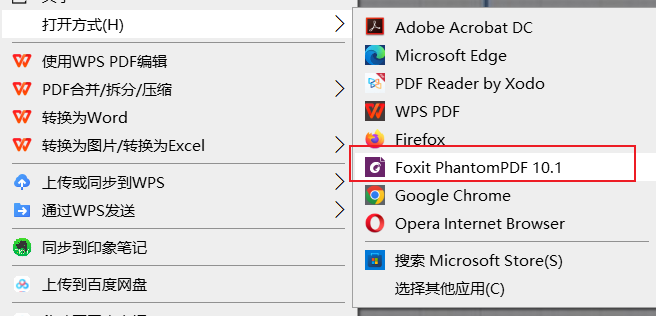 打开方式(H)
使用WPS PDF编辑
PDF合并/拆分/压缩
转换为Word
转换为图片/转换为Excel
上传或同步到WPS
通过WPS发送
同步到印象笔记
上传到百度网盘
Adobe Acrobat DC
Microsoft Edge
PDF Reader by Xodo
WPS PDF
Firefox
Foxit PhantomPDF 10.1
Google Chrome
Opera Internet Browser
搜索 Microsoft Store(S)
选择其他应用(C)